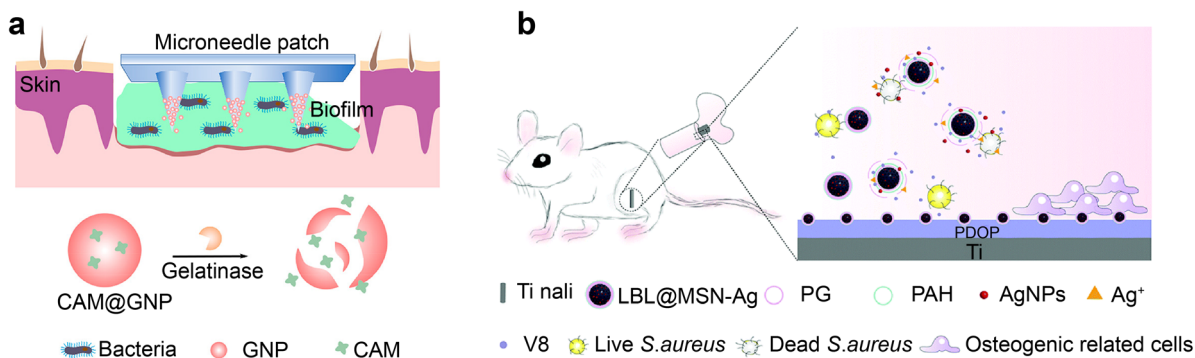 a
Microneedle patch
Skin
Biofilm
Gelatinase
CAM@GNP
Bacteria
GNP
CAM
b
PDOP
Ti
Ti nali
LBL@MSN-Ag
PG
PAH
AgNPs
Ag⁺
V8
Live S.aureus
Dead S.aureus
Osteogenic related cells